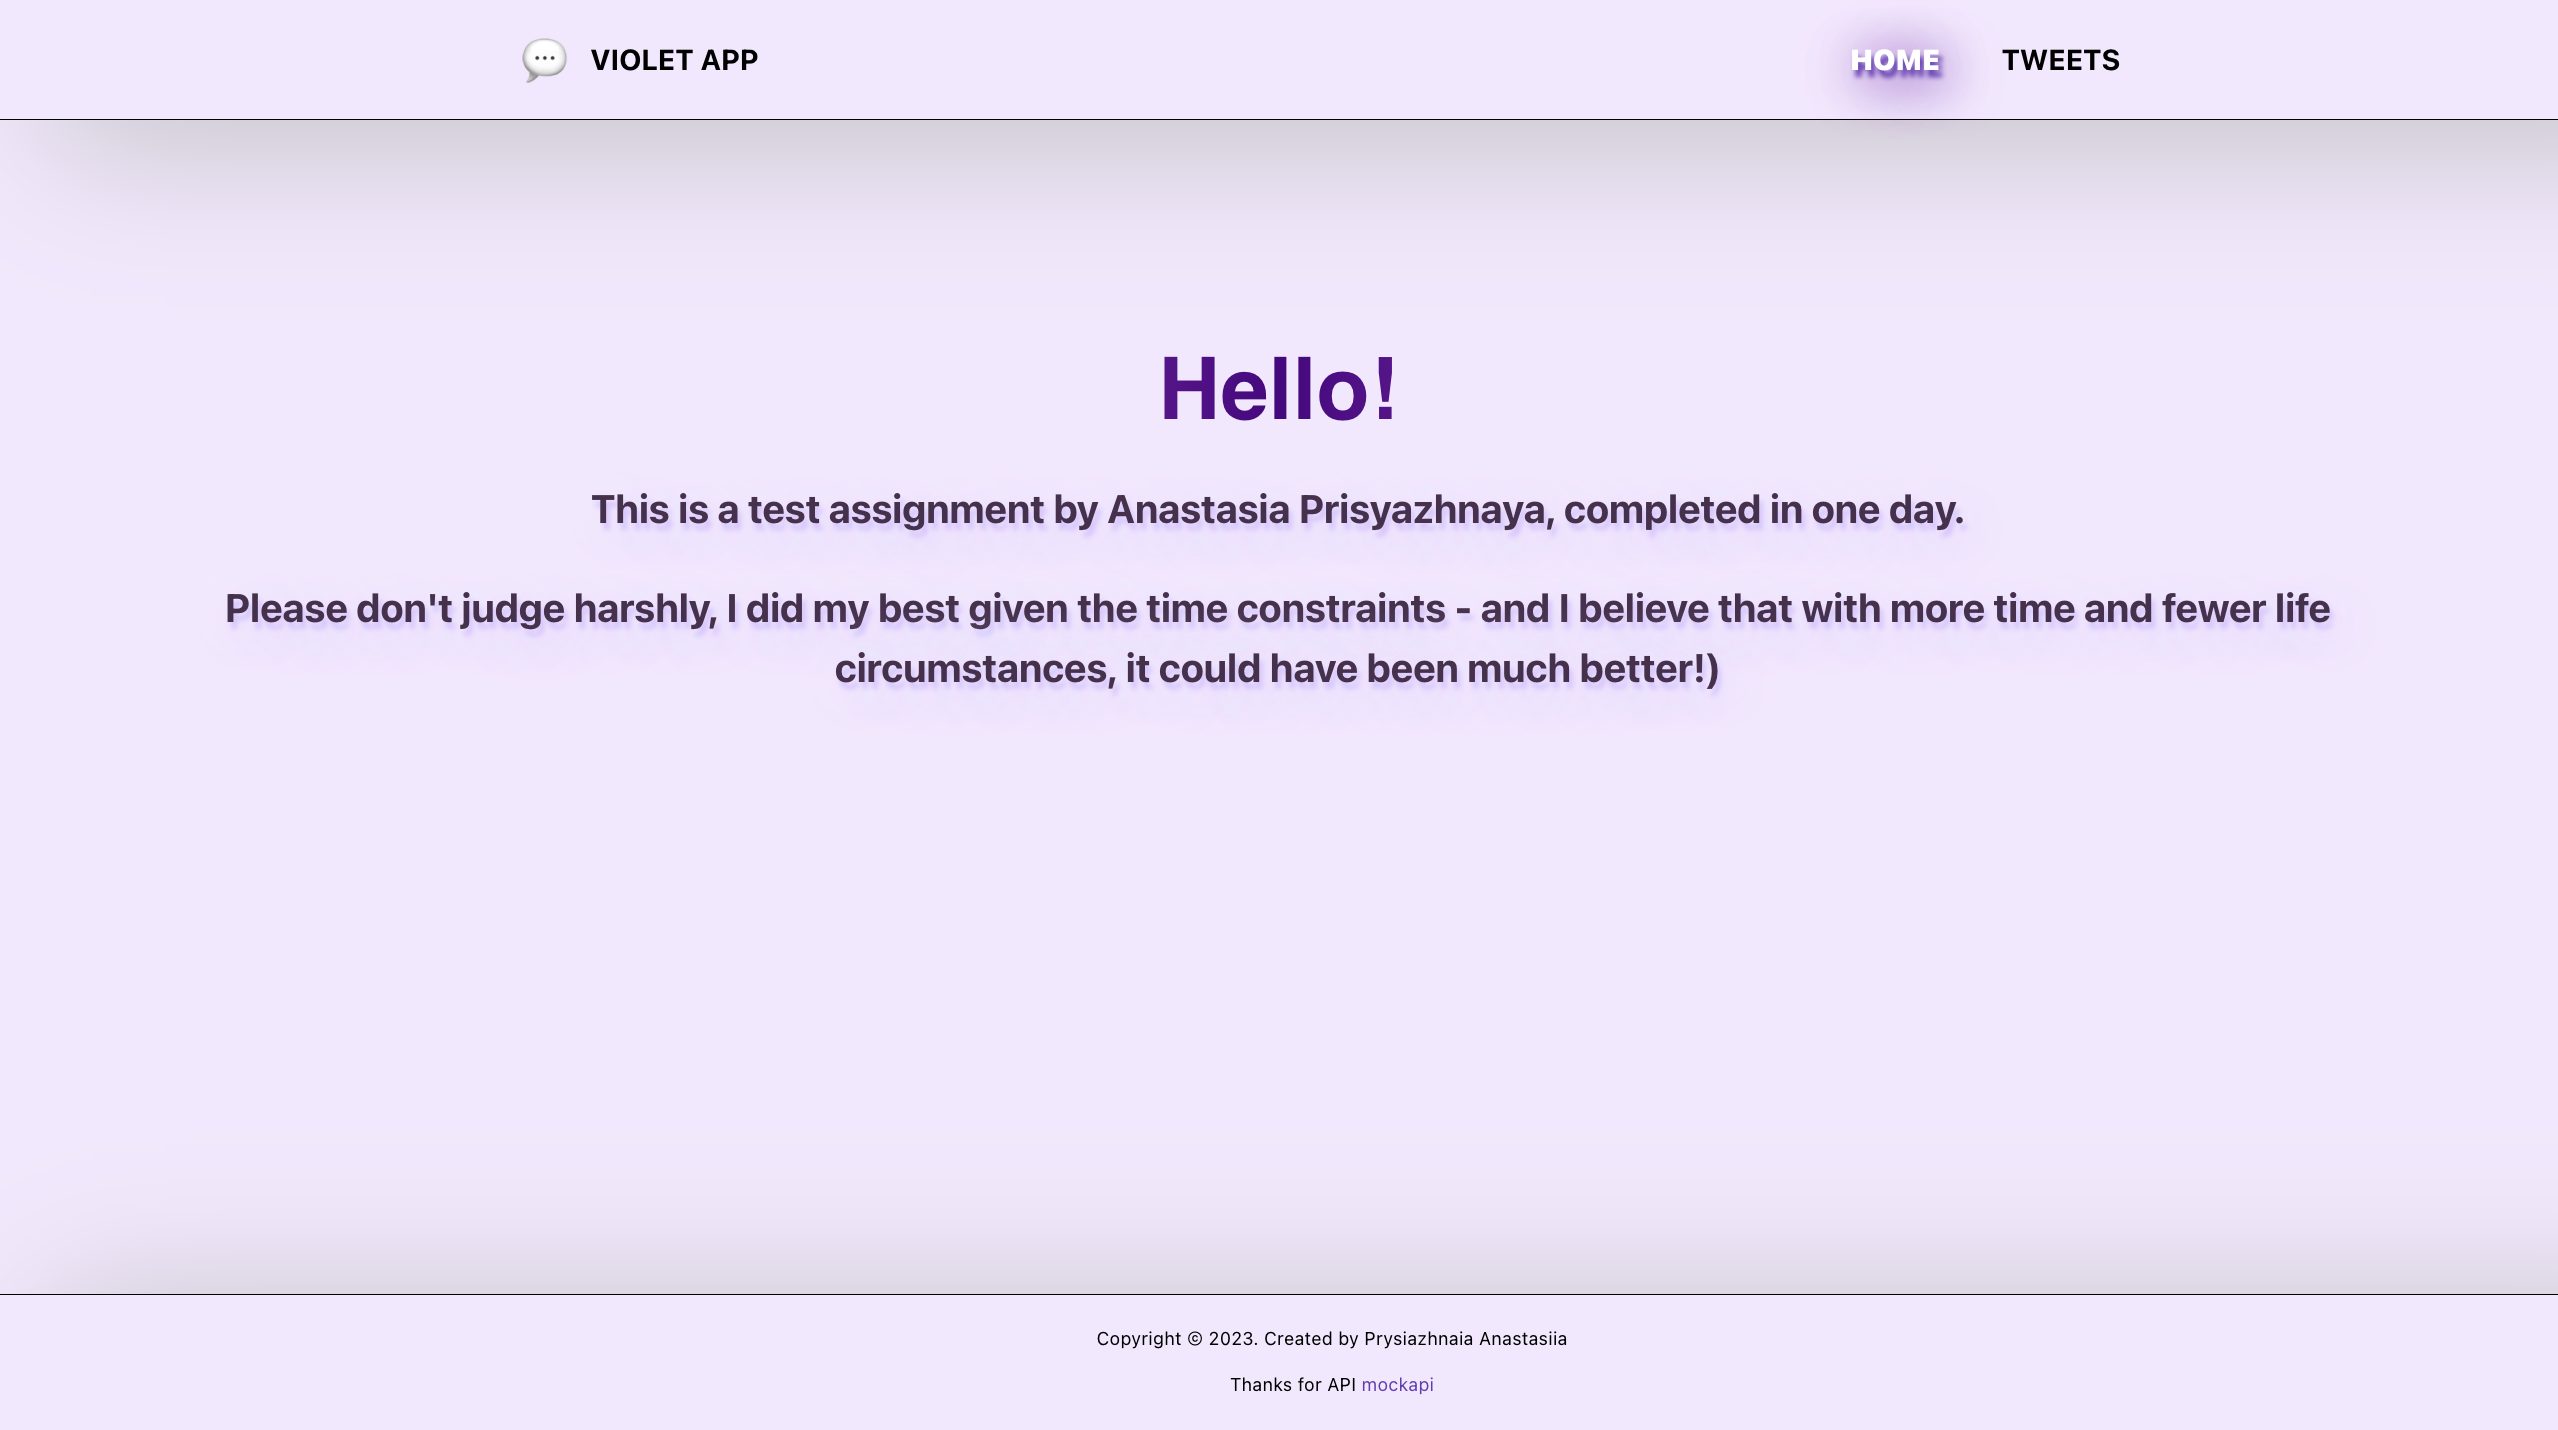 VIOLET APP
HOME
TWEETS
Hello!
This is a test assignment by Anastasia Prisyazhnaya, completed in one day.
Please don't judge harshly, I did my best given the time constraints - and I believe that with more time and fewer life
circumstances, it could have been much better!)
Copyright © 2023. Created by Prysiazhnaia Anastasiia
Thanks for API mockapi